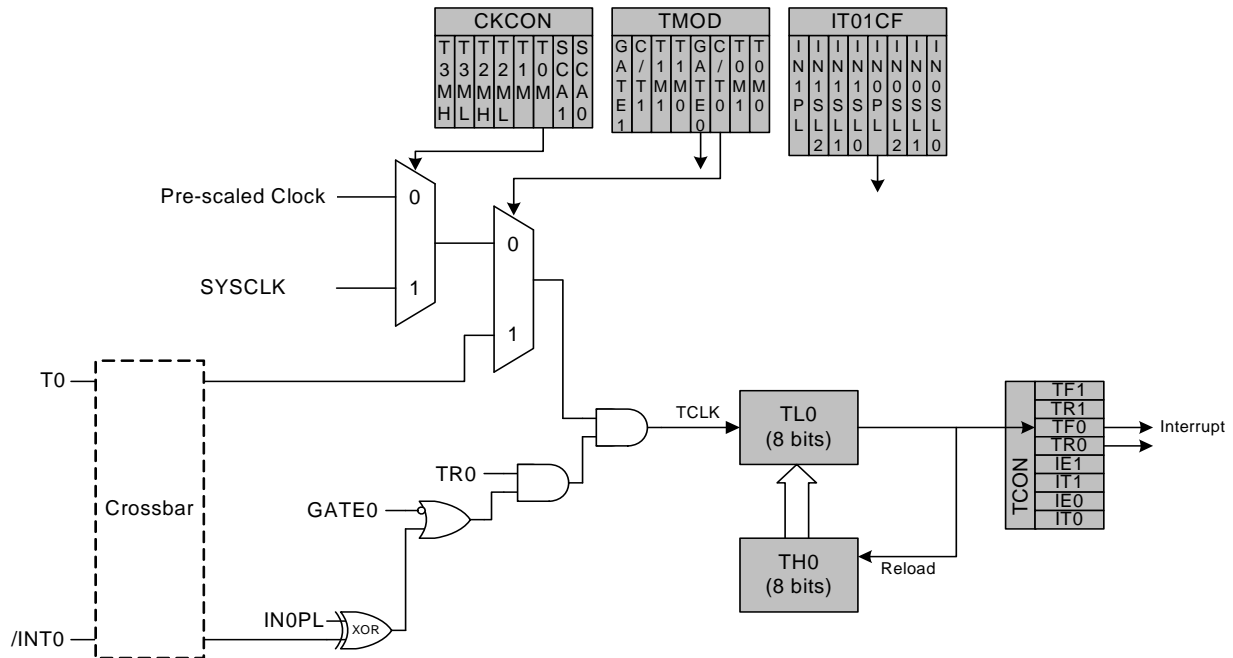 CKCON
T3MH
T3ML
T2MH
T2ML
T1M
T0M
SCA1
SCA0
TMOD
GATE1
C/T1
T1M1
T1M0
GATE0
C/T0
T0M1
T0M0
IT01CF
IN1PL
IN1SL2
IN1SL1
IN1SL0
IN0PL
IN0SL2
IN0SL1
IN0SL0
Pre-scaled Clock
0
SYSCLK
1
0
1
T0
Crossbar
/INT0
TR0
GATE0
IN0PL
XOR
TCLK
TL0
(8 bits)
TH0
(8 bits)
Reload
TCON
TF1
TR1
TF0
TR0
IE1
IT1
IE0
IT0
Interrupt